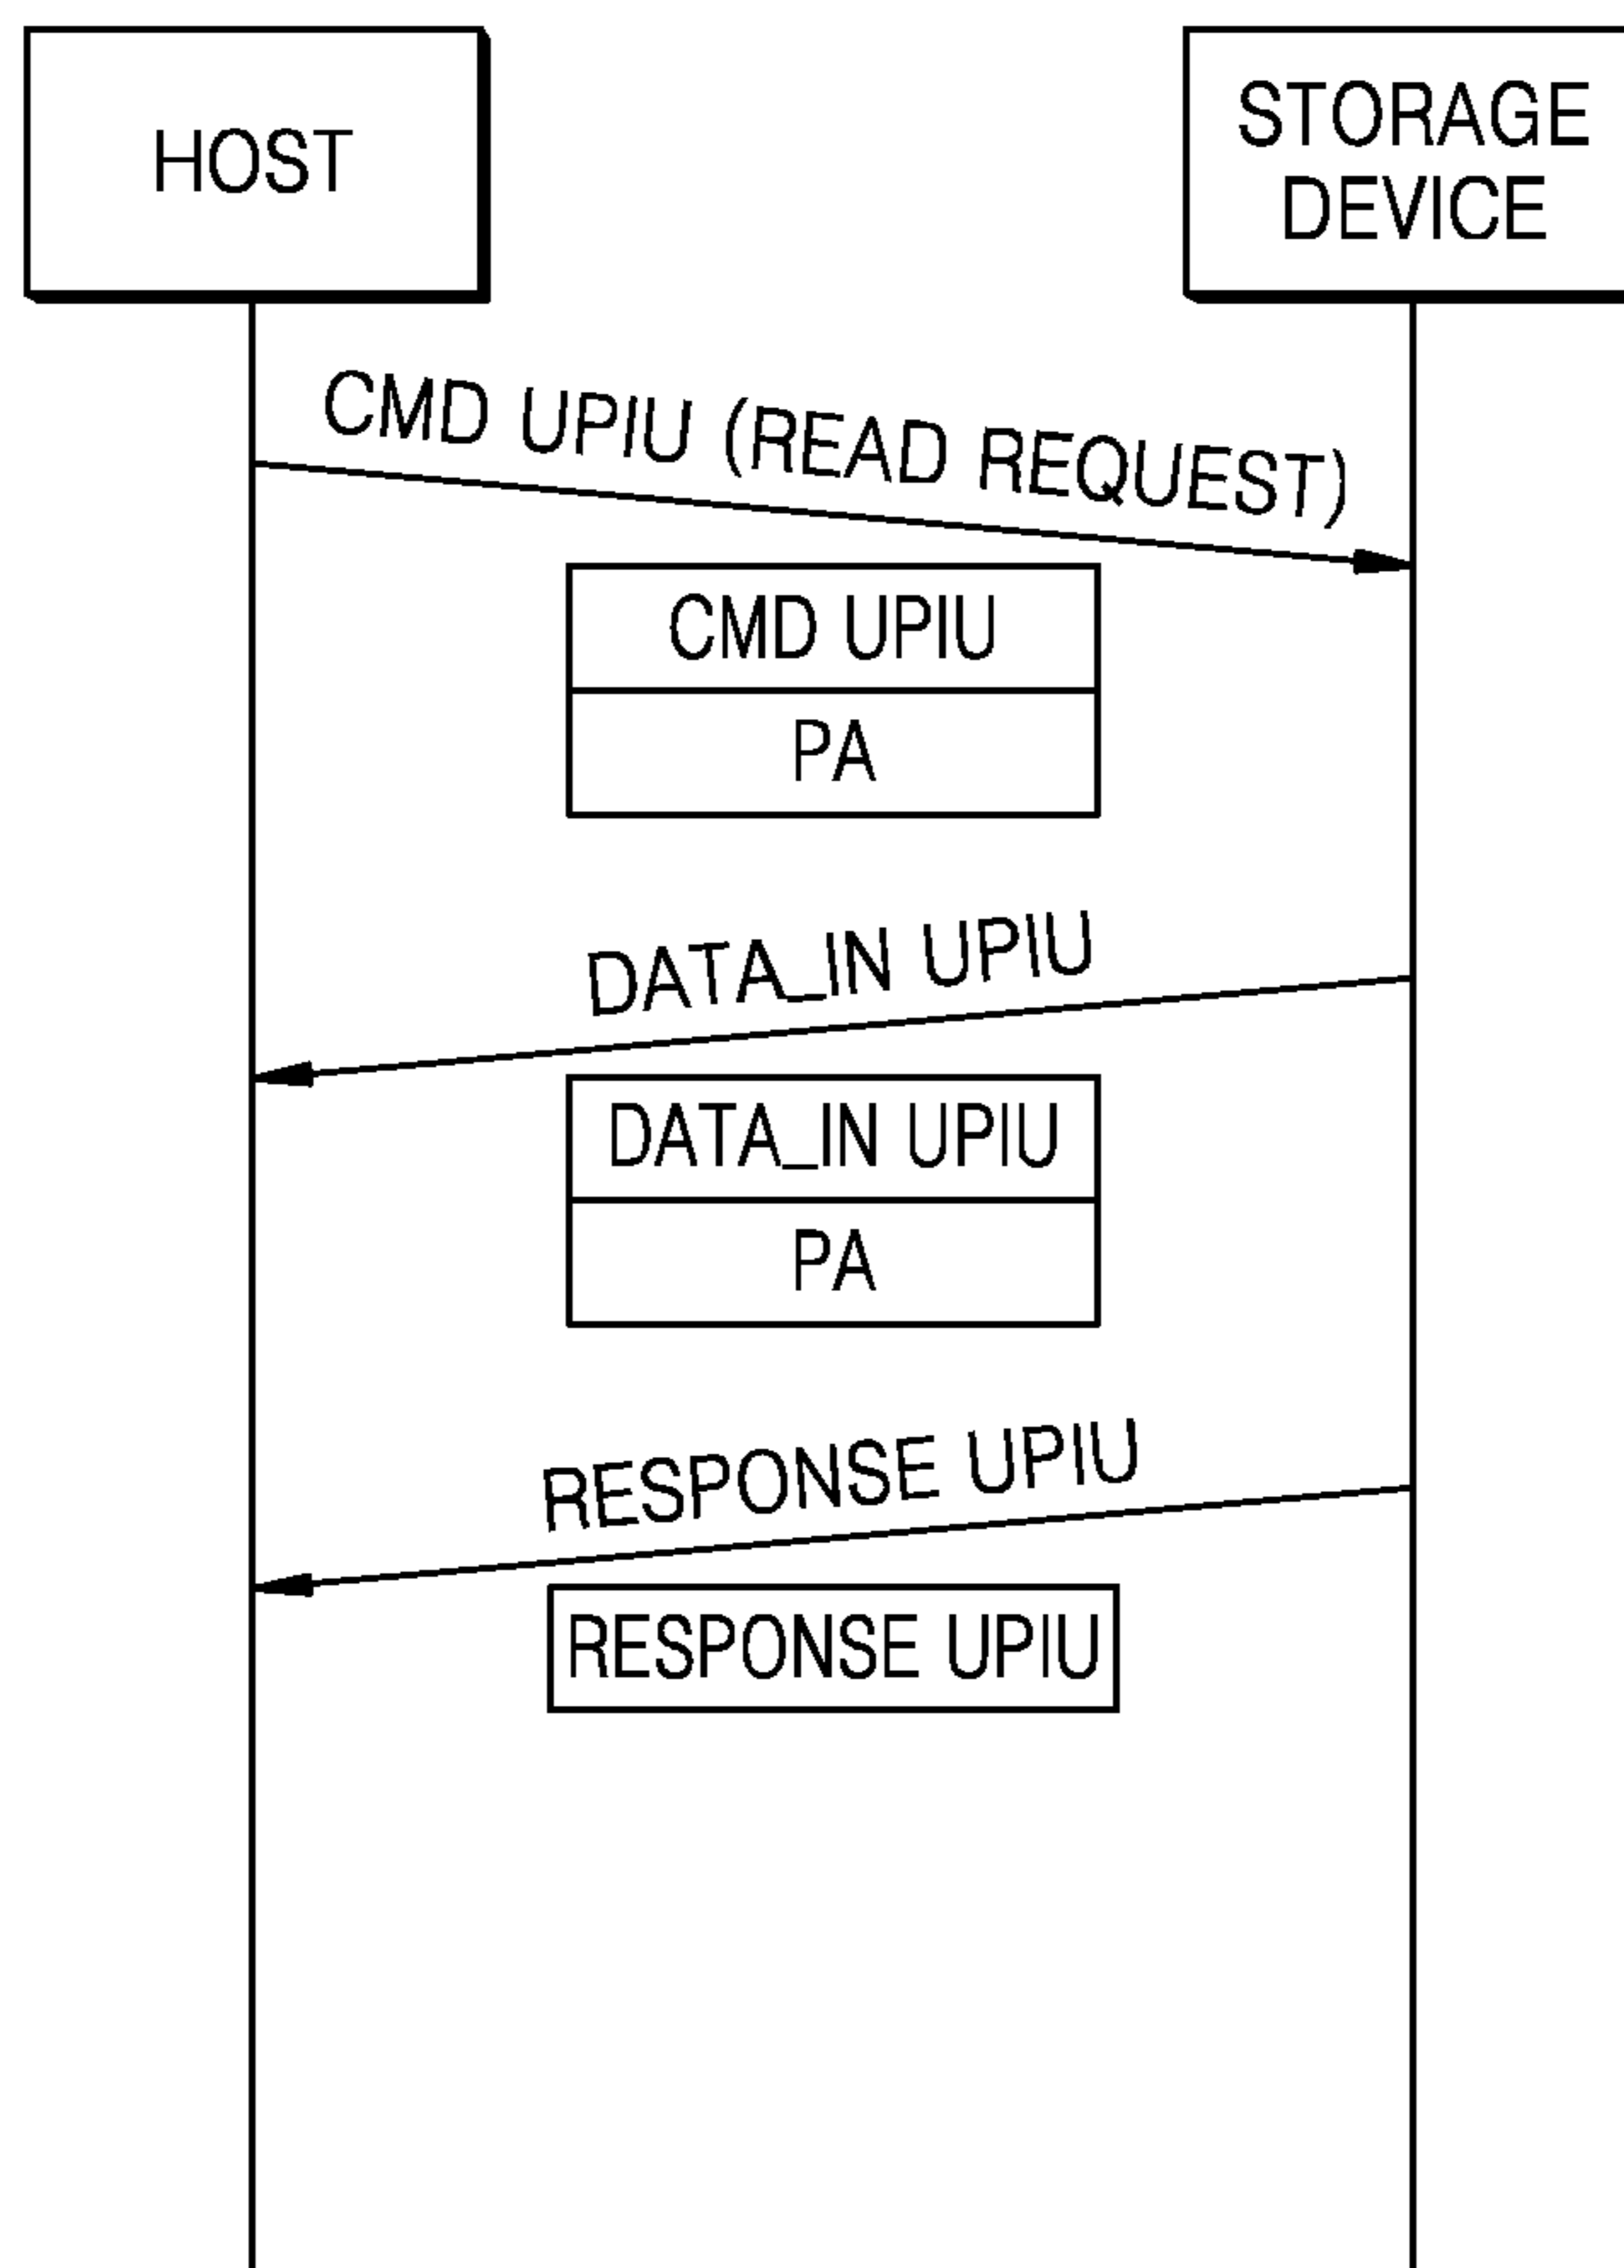 HOST
STORAGE
DEVICE
CMD UPIU (READ REQUEST)
CMD UPIU
PA
DATA_IN UPIU
DATA_IN UPIU
PA
RESPONSE UPIU
RESPONSE UPIU